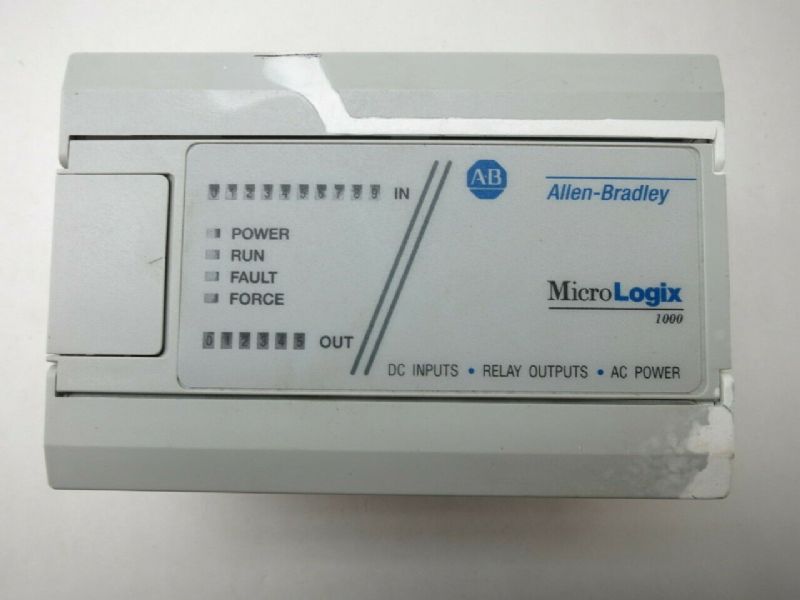 0 1 2 3 4 5 6 7 8 9 IN
POWER
RUN
FAULT
FORCE
0 1 2 3 4 5 OUT
AB
Allen-Bradley
MicroLogix
1000
DC INPUTS • RELAY OUTPUTS • AC POWER